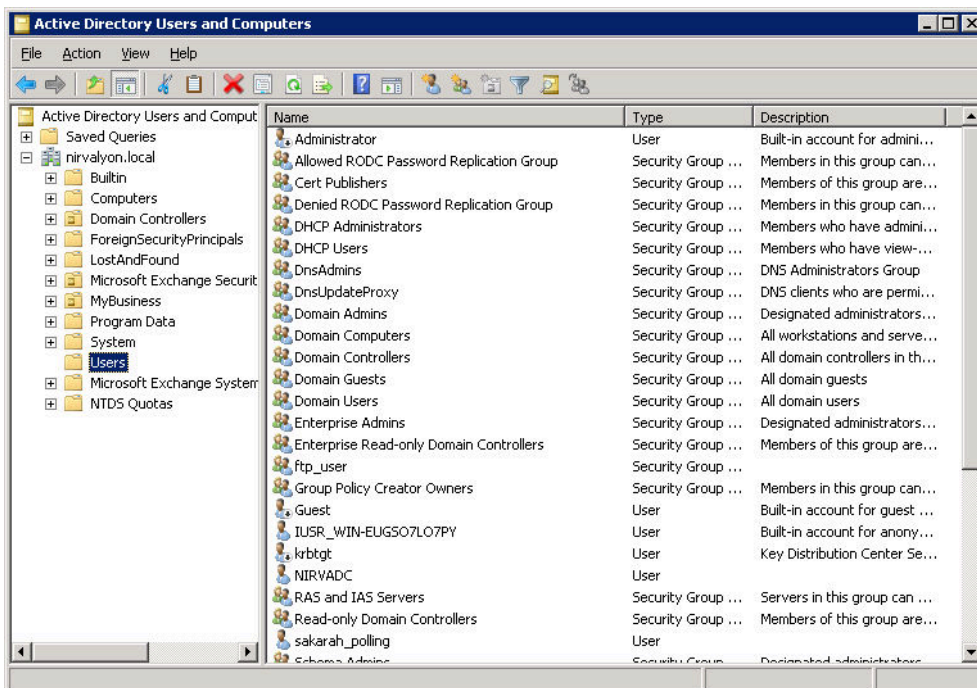 Active Directory Users and Computers
File Action View Help
Active Directory Users and Comput
Saved Queries
nirvalyon.local
Builtin
Computers
Domain Controllers
ForeignSecurityPrincipals
LostAndFound
Microsoft Exchange Securit
MyBusiness
Program Data
System
Users
Microsoft Exchange System
NTDS Quotas
Name Type Description
Administrator User Built-in account for admini...
Allowed RODC Password Replication Group Security Group ... Members in this group can...
Cert Publishers Security Group ... Members of this group are...
Denied RODC Password Replication Group Security Group ... Members in this group can...
DHCP Administrators Security Group ... Members who have admini...
DHCP Users Security Group ... Members who have view-...
DnsAdmins Security Group ... DNS Administrators Group
DnsUpdateProxy Security Group ... DNS clients who are permi...
Domain Admins Security Group ... Designated administrators...
Domain Computers Security Group ... All workstations and serve...
Domain Controllers Security Group ... All domain controllers in th...
Domain Guests Security Group ... All domain guests
Domain Users Security Group ... All domain users
Enterprise Admins Security Group ... Designated administrators...
Enterprise Read-only Domain Controllers Security Group ... Members of this group are...
ftp_user Security Group ...
Group Policy Creator Owners Security Group ... Members in this group can...
Guest User Built-in account for guest ...
IUSR_WIN-EUGSO7LO7PY User Built-in account for anony...
krbtgt User Key Distribution Center Se...
NIRVADC User
RAS and IAS Servers Security Group ... Servers in this group can ...
Read-only Domain Controllers Security Group ... Members of this group are...
sakarah_polling User
Schema Admins Security Group ... Designated administrators...